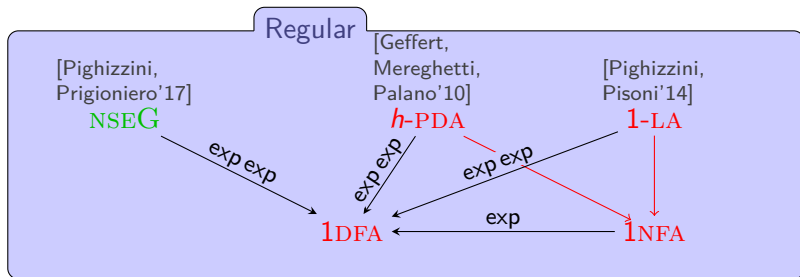 Regular
[Pighizzini,
Prigioniero'17]
NSEG
[Geffert,
Mereghetti,
Palano'10]
h-PDA
[Pighizzini,
Pisoni'14]
1-LA
exp exp
exp exp
exp exp
1DFA
exp
1NFA